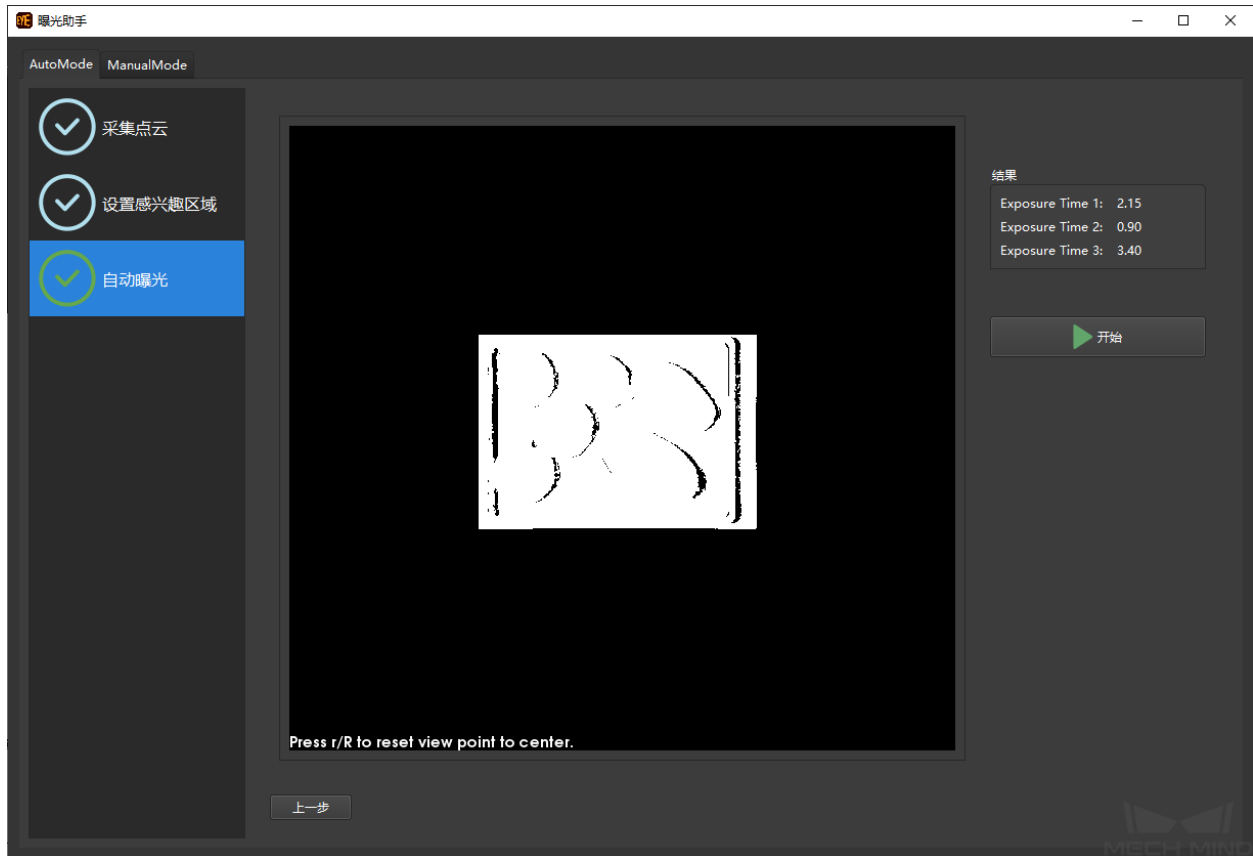 EYE 曝光助手
AutoMode ManualMode
采集点云
设置感兴趣区域
自动曝光
结果
Exposure Time 1: 2.15
Exposure Time 2: 0.90
Exposure Time 3: 3.40
开始
Press r/R to reset view point to center.
上一步
MECH MIND